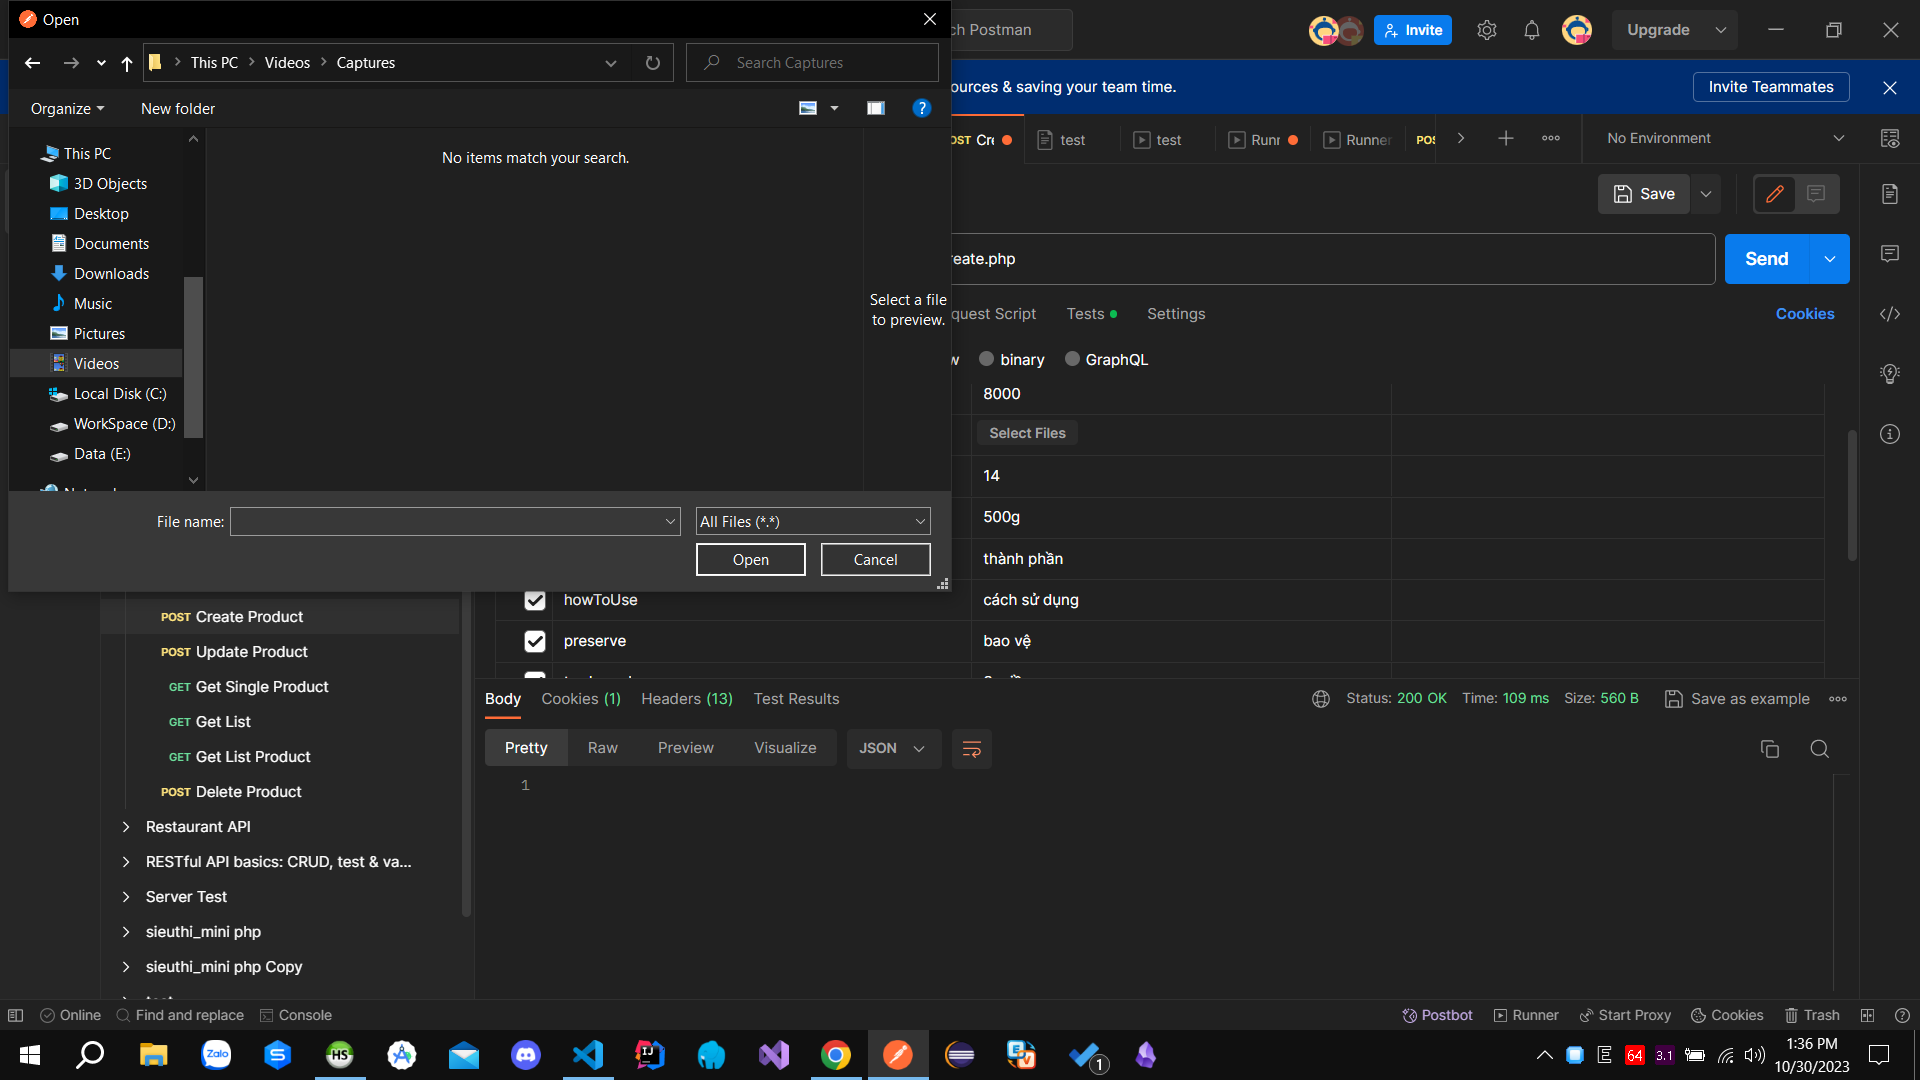 Open
ch Postman
Invite
Upgrade
This PC
Videos
Captures
Search Captures
ources & saving your team time.
Invite Teammates
Organize
New folder
Cre
test
test
Runr
Runner
No Environment
No items match your search.
This PC
3D Objects
Desktop
Documents
Downloads
Music
Pictures
Videos
Local Disk (C:)
WorkSpace (D:)
Data (E:)
Select a file
to preview.
Save
reate.php
Send
quest Script
Tests
Settings
Cookies
w
binary
GraphQL
8000
Select Files
14
500g
thành phần
File name:
All Files (*.*)
Open
Cancel
howToUse
cách sử dụng
preserve
bao vệ
POST Create Product
POST Update Product
GET Get Single Product
GET Get List
GET Get List Product
POST Delete Product
Restaurant API
RESTful API basics: CRUD, test & va...
Server Test
sieuthi_mini php
sieuthi_mini php Copy
Body
Cookies (1)
Headers (13)
Test Results
Status: 200 OK
Time: 109 ms
Size: 560 B
Save as example
Pretty
Raw
Preview
Visualize
JSON
1
Online
Find and replace
Console
Postbot
Runner
Start Proxy
Cookies
Trash
Zalo
HS
IJ
64
3.1
1
1:36 PM
10/30/2023